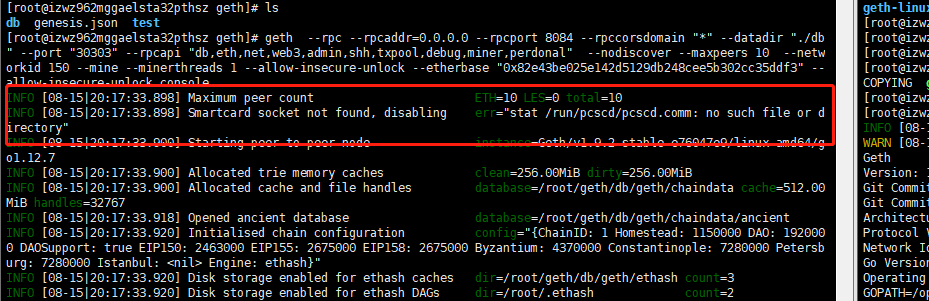 [root@izwz962mggaelsta32pthsz geth]# ls
db  genesis.json  test
[root@izwz962mggaelsta32pthsz geth]# geth  --rpc --rpcaddr=0.0.0.0 --rpcport 8084 --rpccorsdomain "*" --datadir "./db
" --port "30303" --rpcapi "db,eth,net,web3,admin,shh,txpool,debug,miner,perdonal"  --nodiscover --maxpeers 10  --netw
orkid 150 --mine --minerthreads 1 --allow-insecure-unlock --etherbase "0x82e43be025e142d5129db248cee5b302cc35ddf3" --
allow-insecure-unlock console
INFO [08-15|20:17:33.898] Maximum peer count                       ETH=10 LES=0 total=10
INFO [08-15|20:17:33.898] Smartcard socket not found, disabling    err="stat /run/pcscd/pcscd.comm: no such file or d
irectory"
INFO [08-15|20:17:33.900] Starting peer-to-peer node               instance=Geth/v1.9.2-stable-e76047e9/linux-amd64/g
o1.12.7
INFO [08-15|20:17:33.900] Allocated trie memory caches             clean=256.00MiB dirty=256.00MiB
INFO [08-15|20:17:33.900] Allocated cache and file handles         database=/root/geth/db/geth/chaindata cache=512.00
MiB handles=32767
INFO [08-15|20:17:33.918] Opened ancient database                  database=/root/geth/db/geth/chaindata/ancient
INFO [08-15|20:17:33.920] Initialised chain configuration          config="{ChainID: 1 Homestead: 1150000 DAO: 192000
0 DAOSupport: true EIP150: 2463000 EIP155: 2675000 EIP158: 2675000 Byzantium: 4370000 Constantinople: 7280000 Petersb
urg: 7280000 Istanbul: <nil> Engine: ethash}"
INFO [08-15|20:17:33.920] Disk storage enabled for ethash caches   dir=/root/geth/db/geth/ethash count=3
INFO [08-15|20:17:33.920] Disk storage enabled for ethash DAGs     dir=/root/.ethash             count=2
geth-linux
[root@izwz
[root@izwz
[root@izwz
[root@izwz
COPYING  g
[root@izwz
INFO [08-1
WARN [08-1
Geth
Version: 1
Git Commit
Git Commit
Architectu
Protocol V
Network Id
Go Version
Operating
GOPATH=/op